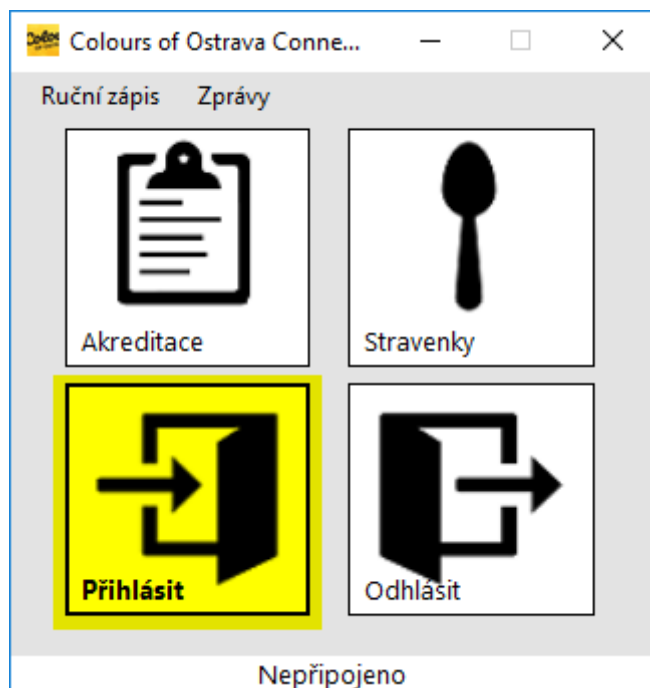 Colours of Ostrava Conne...
Ruční zápis Zprávy
Akreditace
Stravenky
Přihlásit
Odhlásit
Nepřipojeno